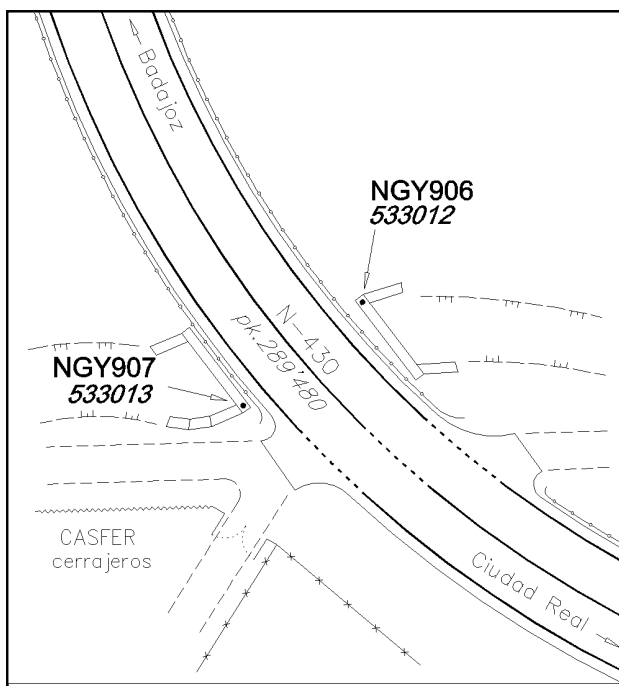 Badajoz
NGY906
533012
N-430
pk.289'480
NGY907
533013
CASFER
cerrajeros
Ciudad Real